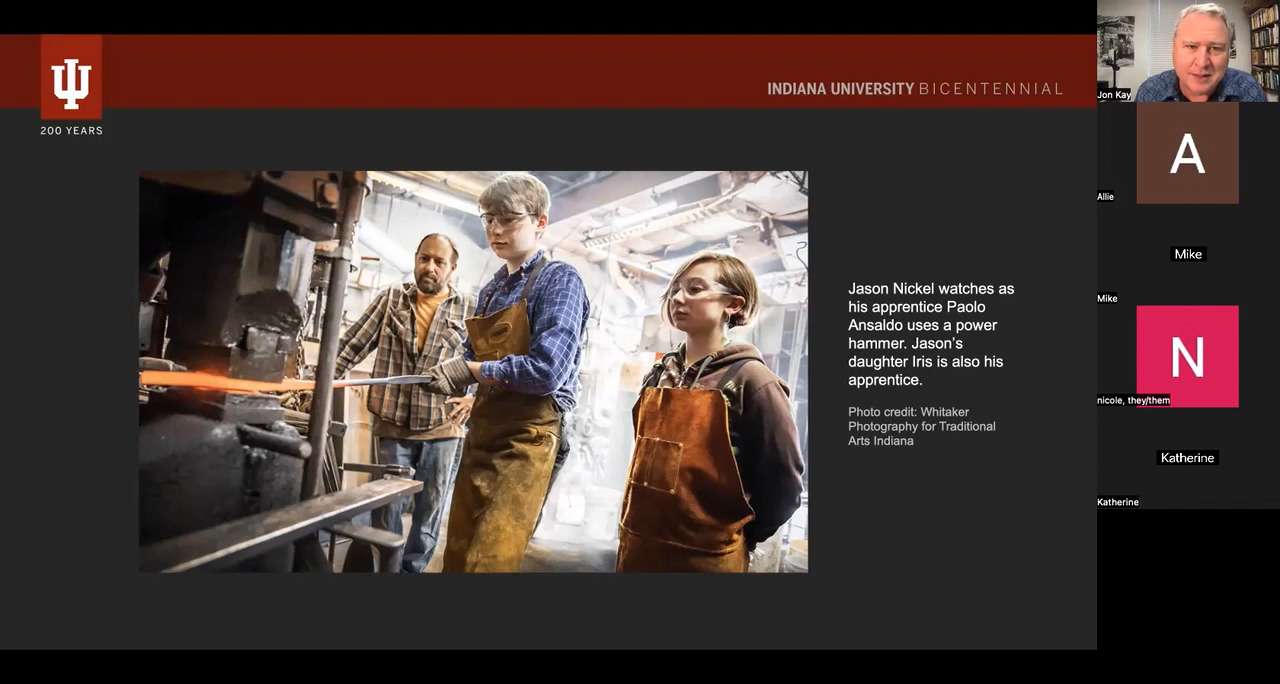 INDIANA UNIVERSITY BICENTENNIAL
200 YEARS
Jason Nickel watches as
his apprentice Paolo
Ansaldo uses a power
hammer. Jason's
daughter Iris is also his
apprentice.
Photo credit: Whitaker
Photography for Traditional
Arts Indiana
Jon Kay
A
Allie
Mike
Mike
N
nicole, they/them
Katherine
Katherine